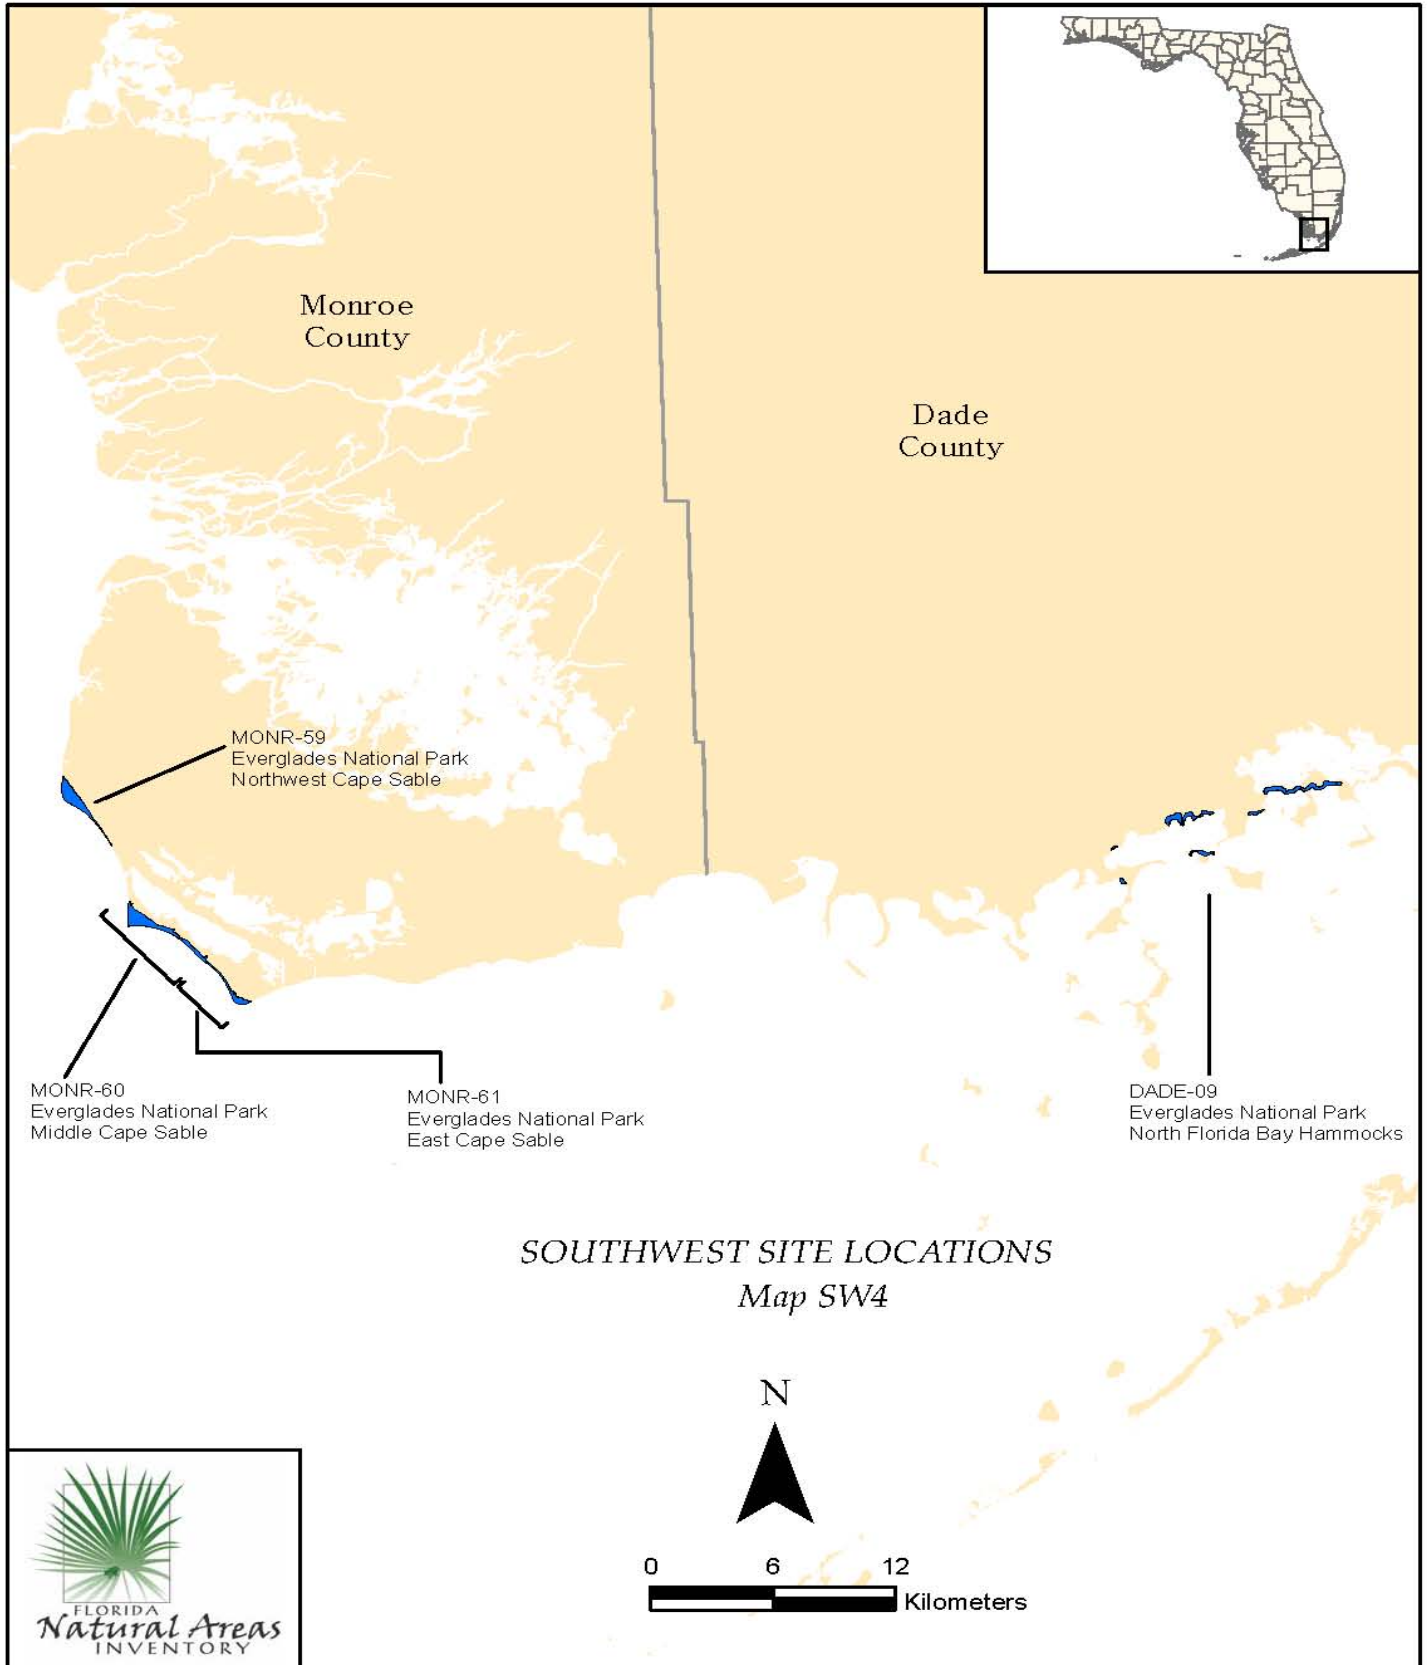 Monroe
County
Dade
County
MONR-59
Everglades National Park
Northwest Cape Sable
MONR-60
Everglades National Park
Middle Cape Sable
MONR-61
Everglades National Park
East Cape Sable
DADE-09
Everglades National Park
North Florida Bay Hammocks
SOUTHWEST SITE LOCATIONS
Map SW4
N
0 6 12
Kilometers
FLORIDA
Natural Areas
INVENTORY